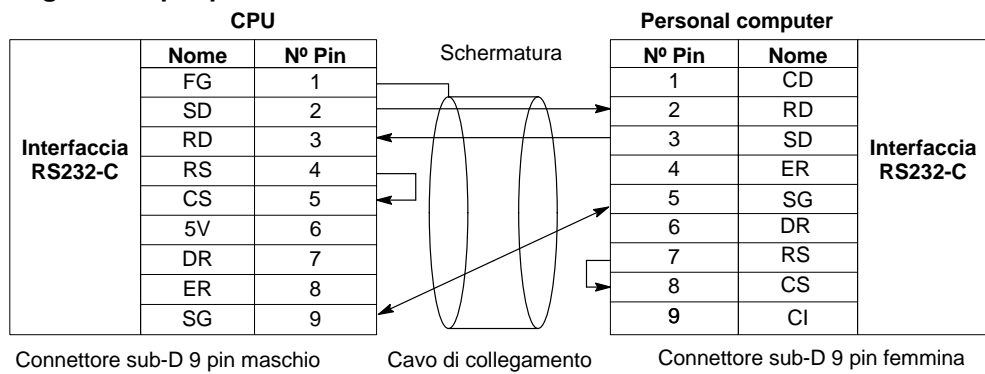 CPU Personal computer
Nome Nº Pin Schermatura Nº Pin Nome
FG 1 1 CD
SD 2 2 RD
RD 3 3 SD
Interfaccia RS232-C Interfaccia RS232-C
RS 4 4 ER
CS 5 5 SG
5V 6 6 DR
DR 7 7 RS
ER 8 8 CS
SG 9 9 CI
Connettore sub-D 9 pin maschio Cavo di collegamento Connettore sub-D 9 pin femmina